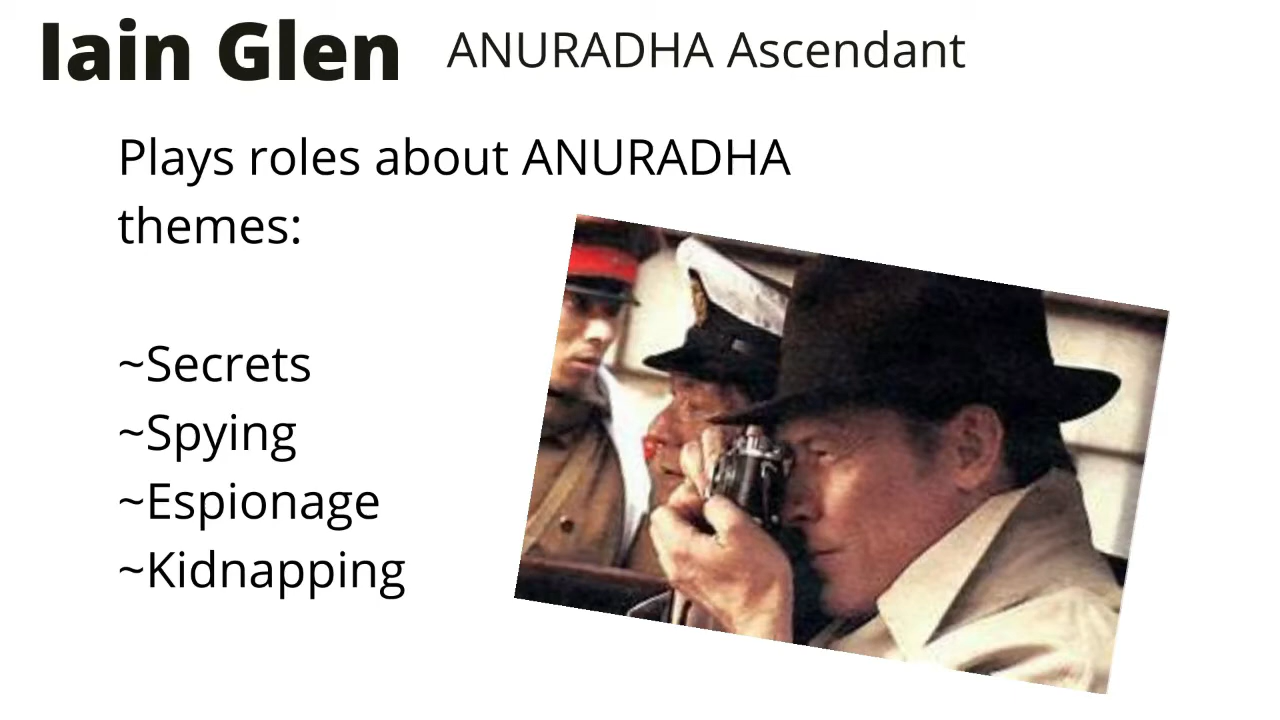 Iain Glen ANURADHA Ascendant
Plays roles about ANURADHA
themes:
~Secrets
~Spying
~Espionage
~Kidnapping